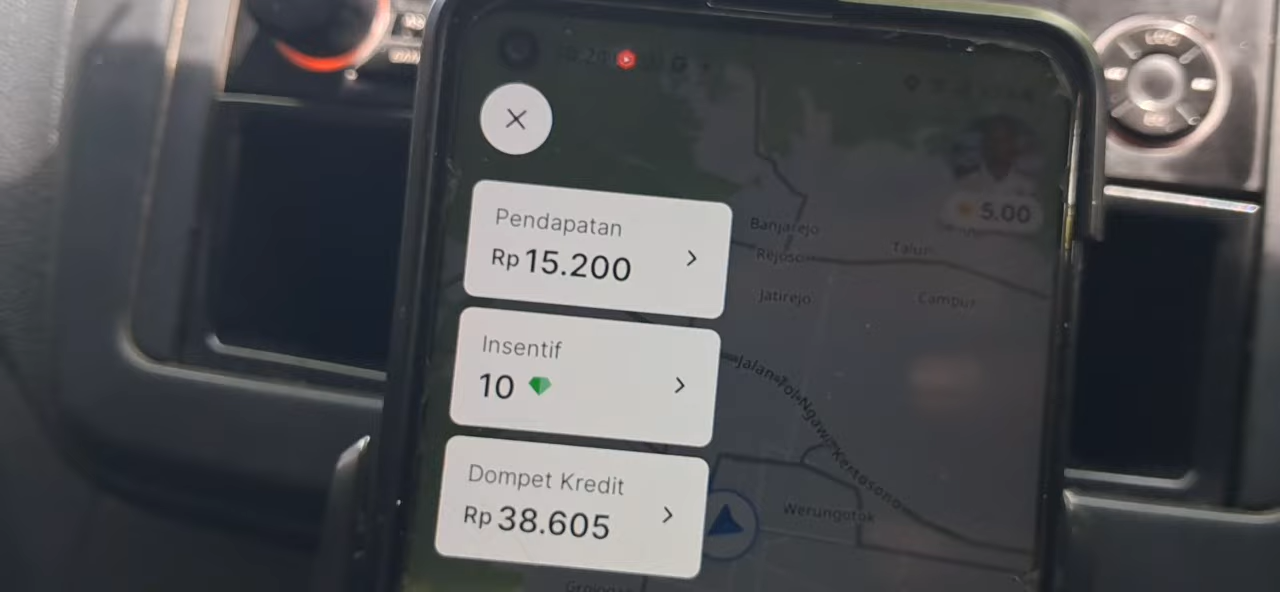 5.00
Pendapatan
Rp 15.200
Banjarejo
Rejoso
Talun
Jatirejo
Campur
Insentif
10
Jalan Tol Ngawi-Kertosono
Dompet Kredit
Rp 38.605
Werungotok